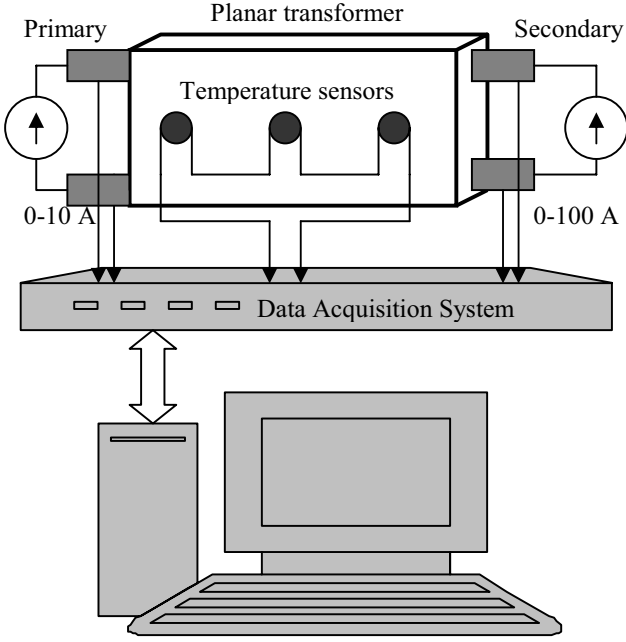 Planar transformer
Primary
Secondary
Temperature sensors
0-10 A
0-100 A
Data Acquisition System